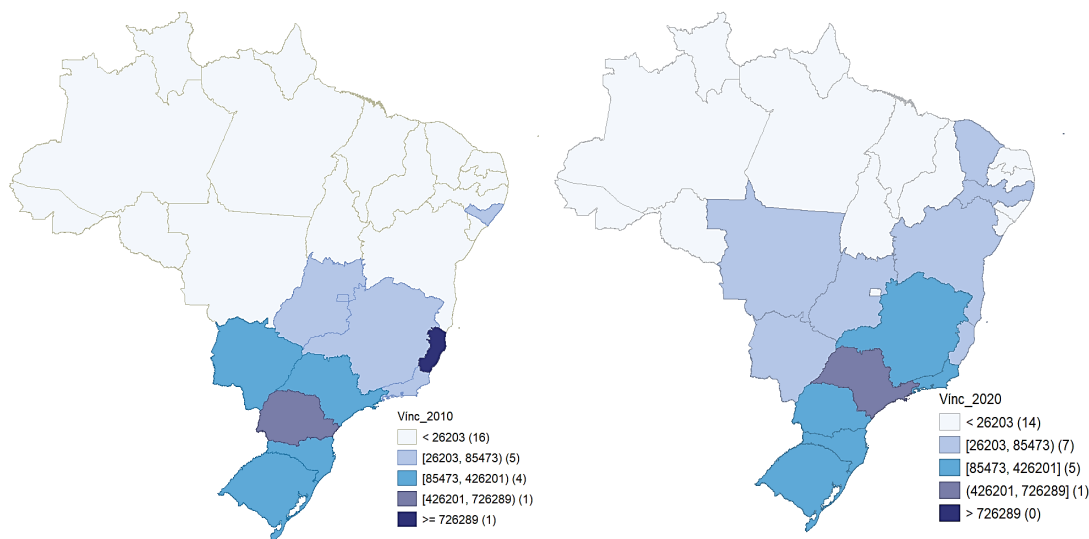 Vinc_2010
< 26203 (16)
[26203, 85473) (5)
[85473, 426201) (4)
[426201, 726289) (1)
>= 726289 (1)
Vinc_2020
< 26203 (14)
[26203, 85473) (7)
[85473, 426201] (5)
(426201, 726289] (1)
> 726289 (0)